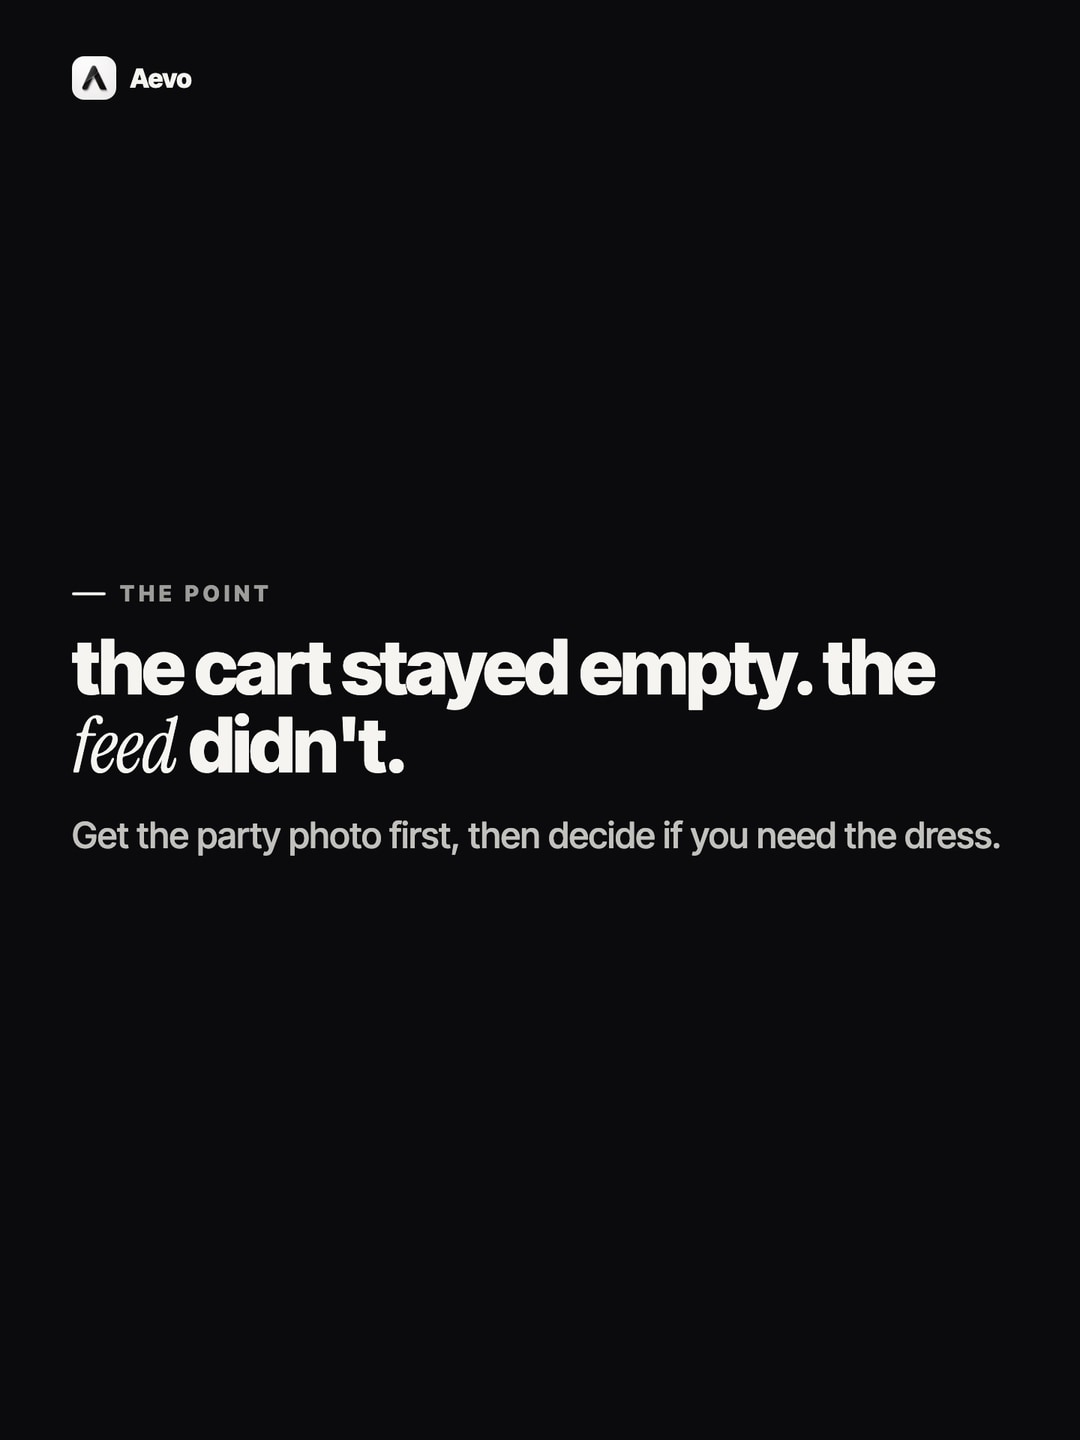 Aevo
— THE POINT
the cart stayed empty. the
feed didn't.
Get the party photo first, then decide if you need the dress.